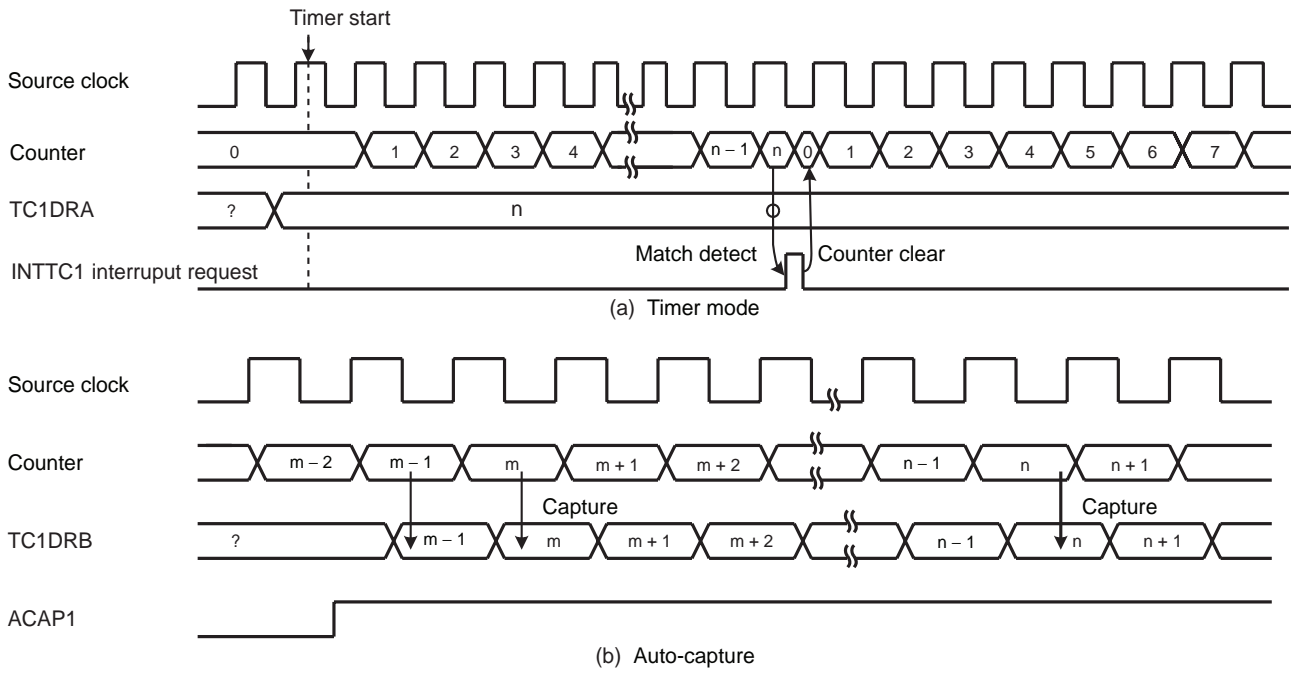 Timer start
Source clock
Counter
0 1 2 3 4 n – 1 n 0 1 2 3 4 5 6 7
TC1DRA
? n
Match detect Counter clear
INTTC1 interruput request
(a) Timer mode
Source clock
Counter
m – 2 m – 1 m m + 1 m + 2 n – 1 n n + 1
Capture Capture
TC1DRB
? m – 1 m m + 1 m + 2 n – 1 n n + 1
ACAP1
(b) Auto-capture